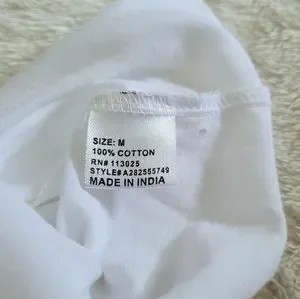 SIZE: M
100% COTTON
RN# 113025
STYLE# A282555749
MADE IN INDIA